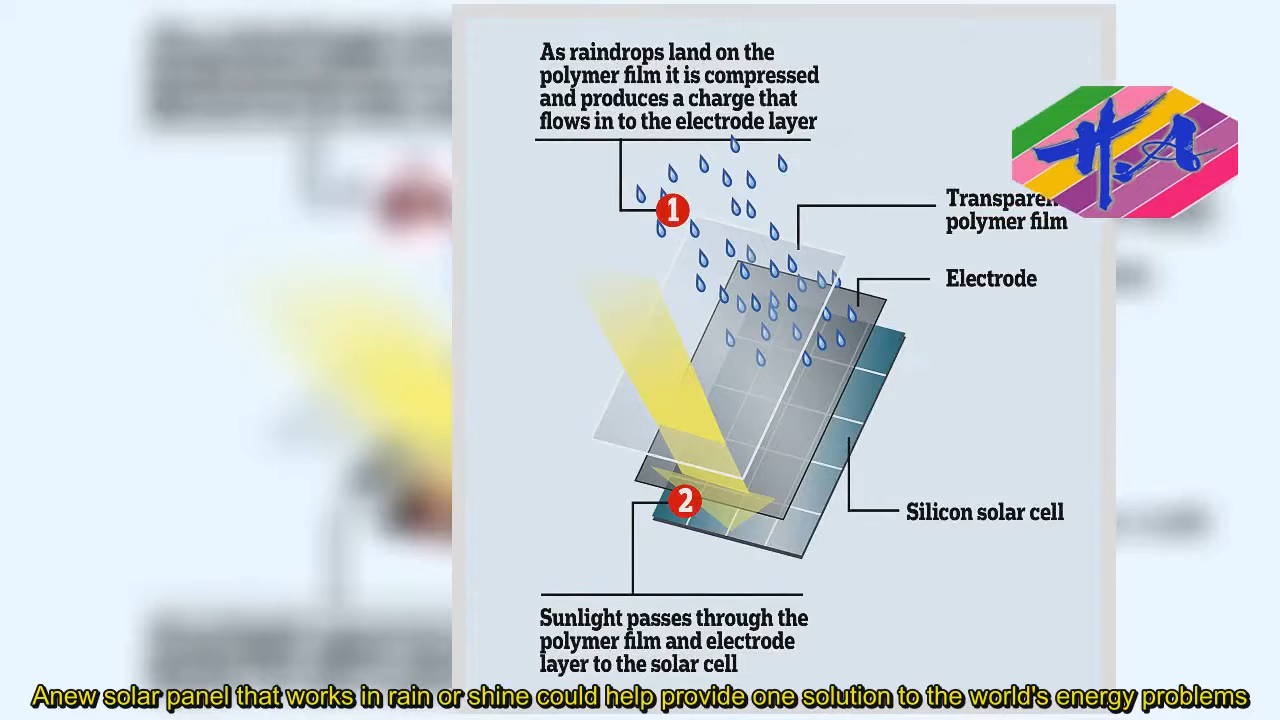 As raindrops land on the
polymer film it is compressed
and produces a charge that
flows in to the electrode layer
1
polymer film
Electrode
2
Silicon solar cell
Sunlight passes through the
polymer film and electrode
layer to the solar cell
H.A
Anew solar panel that works in rain or shine could help provide one solution to the world's energy problems